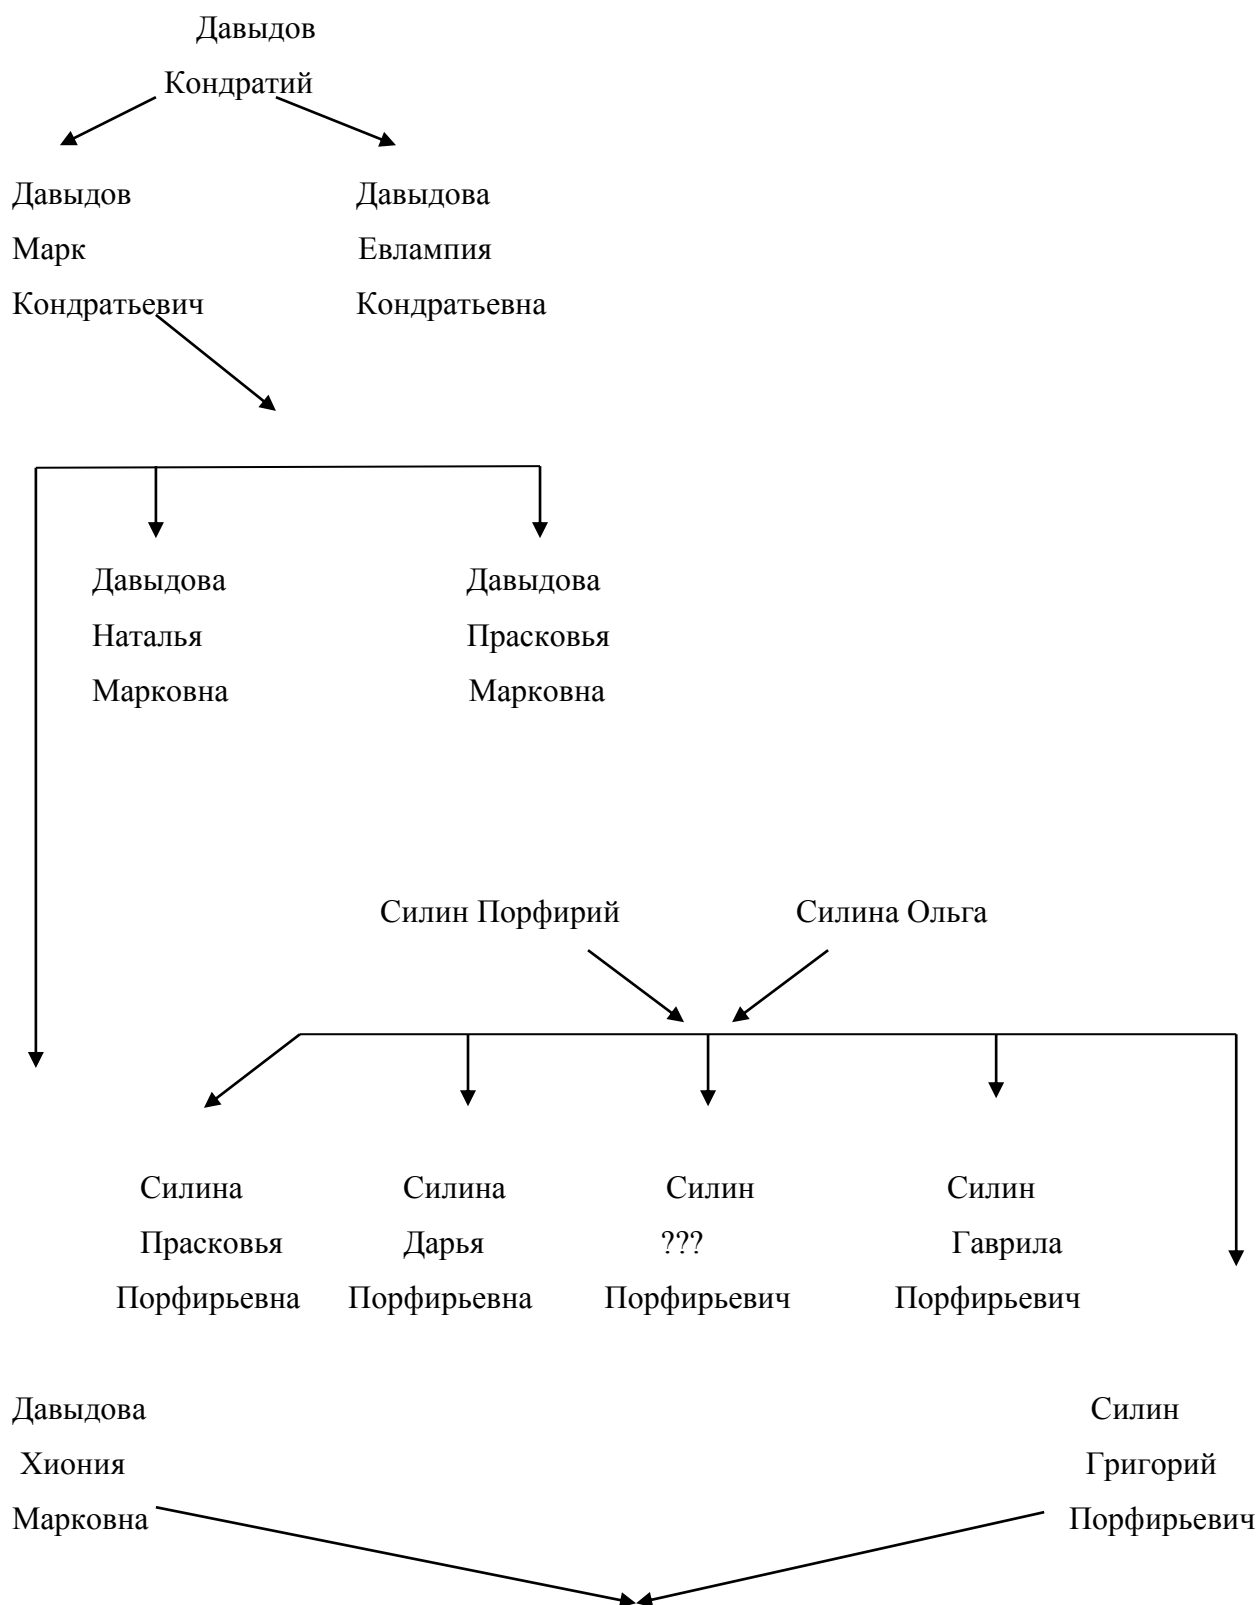 Давыдов
Кондратий
Давыдов Давыдова
Марк Евлампия
Кондратьевич Кондратьевна
Давыдова Давыдова
Наталья Прасковья
Марковна Марковна
Силин Порфирий Силина Ольга
Силина Силина Силин Силин
Прасковья Дарья ??? Гаврила
Порфирьевна Порфирьевна Порфирьевич Порфирьевич
Давыдова Силин
Хиония Григорий
Марковна Порфирьевич